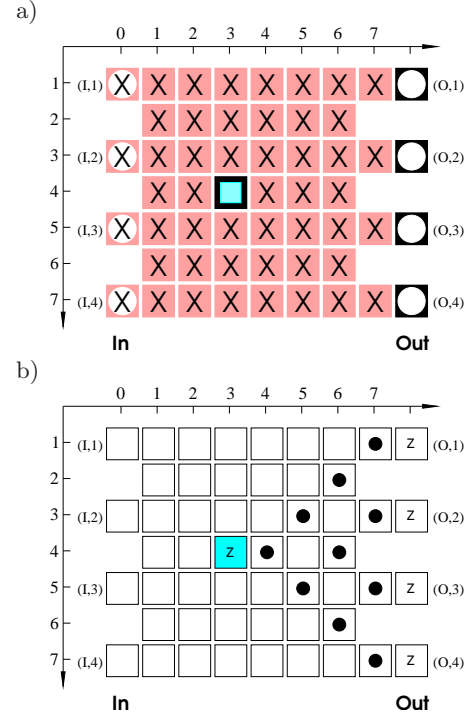 a)
0 1 2 3 4 5 6 7
1 (I,1) X X X X X X X X (O,1)
2 X X X X X X
3 (I,2) X X X X X X X X (O,2)
4 X X X X X
5 (I,3) X X X X X X X X (O,3)
6 X X X X X X
7 (I,4) X X X X X X X X (O,4)
In Out
b)
0 1 2 3 4 5 6 7
1 (I,1) z (O,1)
2
3 (I,2) z (O,2)
4 z
5 (I,3) z (O,3)
6
7 (I,4) z (O,4)
In Out